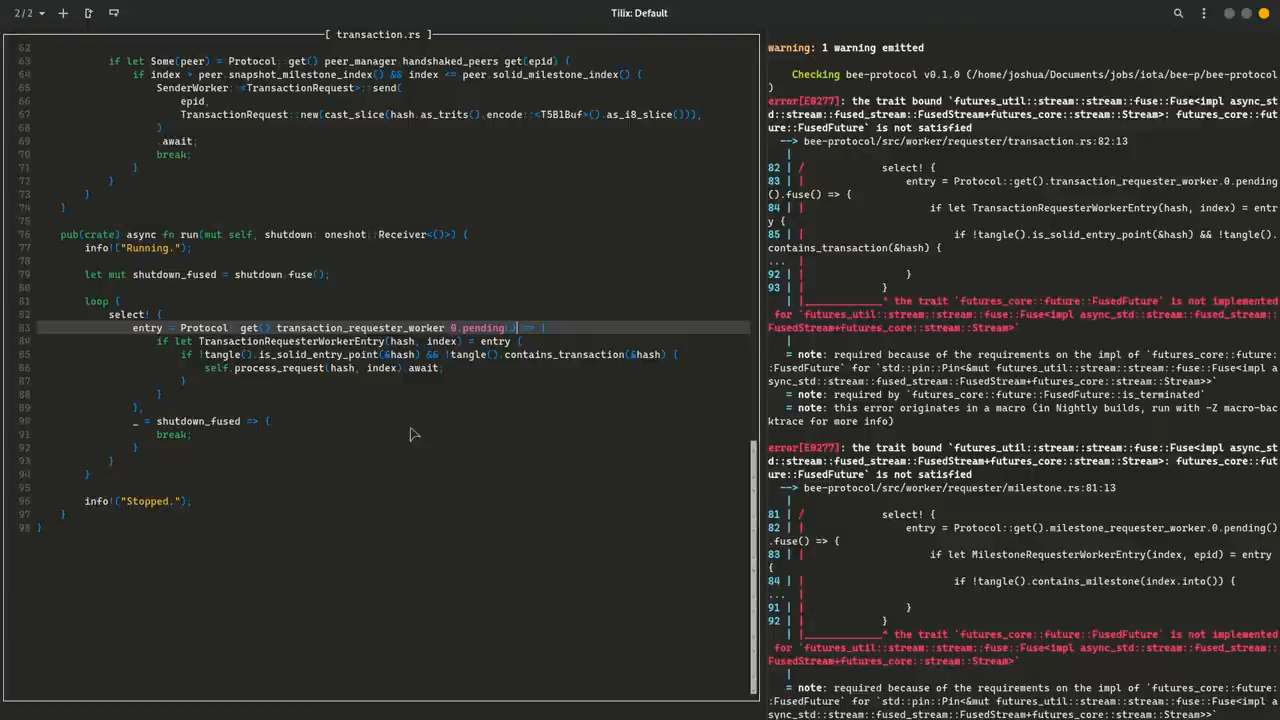 2/2
Tilix: Default
[ transaction.rs ]
62
63 if let Some(peer) = Protocol::get().peer_manager.handshaked_peers.get(epid) {
64 if index > peer.snapshot_milestone_index() && index <= peer.solid_milestone_index() {
65 SenderWorker::<TransactionRequest>::send(
66 epid,
67 TransactionRequest::new(cast_slice(hash.as_trits().encode::<T5B1Buf>().as_i8_slice())),
68 )
69 .await;
70 break;
71 }
72 }
73 }
74 }
75
76 pub(crate) async fn run(mut self, shutdown: oneshot::Receiver<()>) {
77 info!("Running.");
78
79 let mut shutdown_fused = shutdown.fuse();
80
81 loop {
82 select! {
83 entry = Protocol::get().transaction_requester_worker.0.pending() => {
84 if let TransactionRequesterWorkerEntry(hash, index) = entry {
85 if !tangle().is_solid_entry_point(&hash) && !tangle().contains_transaction(&hash) {
86 self.process_request(hash, index).await;
87 }
88 }
89 },
90 _ = shutdown_fused => {
91 break;
92 }
93 }
94 }
95
96 info!("Stopped.");
97 }
98 }
warning: 1 warning emitted
Checking bee-protocol v0.1.0 (/home/joshua/Documents/jobs/iota/bee-p/bee-protocol
)
error[E0277]: the trait bound `futures_util::stream::stream::fuse::Fuse<impl async_st
d::stream::fused_stream::FusedStream+futures_core::stream::Stream>: futures_core::fut
ure::FusedFuture` is not satisfied
--> bee-protocol/src/worker/requester/transaction.rs:82:13
|
82 | / select! {
83 | | entry = Protocol::get().transaction_requester_worker.0.pending
().fuse() => {
84 | | if let TransactionRequesterWorkerEntry(hash, index) = entr
y {
85 | | if !tangle().is_solid_entry_point(&hash) && !tangle().
contains_transaction(&hash) {
... |
92 | | }
93 | | }
| |_____________^ the trait `futures_core::future::FusedFuture` is not implemented
for `futures_util::stream::stream::fuse::Fuse<impl async_std::stream::fused_stream::
FusedStream+futures_core::stream::Stream>`
|
= note: required because of the requirements on the impl of `futures_core::future:
:FusedFuture` for `std::pin::Pin<&mut futures_util::stream::stream::fuse::Fuse<impl a
sync_std::stream::fused_stream::FusedStream+futures_core::stream::Stream>>`
= note: required by `futures_core::future::FusedFuture::is_terminated`
= note: this error originates in a macro (in Nightly builds, run with -Z macro-bac
ktrace for more info)
error[E0277]: the trait bound `futures_util::stream::stream::fuse::Fuse<impl async_st
d::stream::fused_stream::FusedStream+futures_core::stream::Stream>: futures_core::fut
ure::FusedFuture` is not satisfied
--> bee-protocol/src/worker/requester/milestone.rs:81:13
|
81 | / select! {
82 | | entry = Protocol::get().milestone_requester_worker.0.pending()
.fuse() => {
83 | | if let MilestoneRequesterWorkerEntry(index, epid) = entry
{
84 | | if !tangle().contains_milestone(index.into()) {
... |
91 | | }
92 | | }
| |_____________^ the trait `futures_core::future::FusedFuture` is not implemented
for `futures_util::stream::stream::fuse::Fuse<impl async_std::stream::fused_stream::
FusedStream+futures_core::stream::Stream>`
|
= note: required because of the requirements on the impl of `futures_core::future:
:FusedFuture` for `std::pin::Pin<&mut futures_util::stream::stream::fuse::Fuse<impl a
sync_std::stream::fused_stream::FusedStream+futures_core::stream::Stream>>`